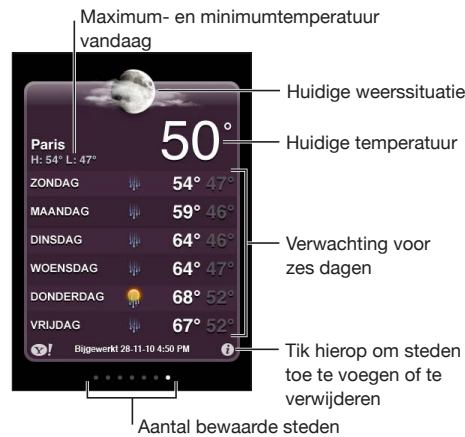 Maximum- en minimumtemperatuur
vandaag
Huidige weerssituatie
50°
Huidige temperatuur
Paris
H: 54° L: 47°
ZONDAG 54° 47°
MAANDAG 59° 46°
DINSDAG 64° 46°
WOENSDAG 64° 47°
DONDERDAG 68° 52°
VRIJDAG 67° 52°
Verwachting voor
zes dagen
Y! Bijgewerkt 28-11-10 4:50 PM i
Tik hierop om steden
toe te voegen of te
verwijderen
Aantal bewaarde steden